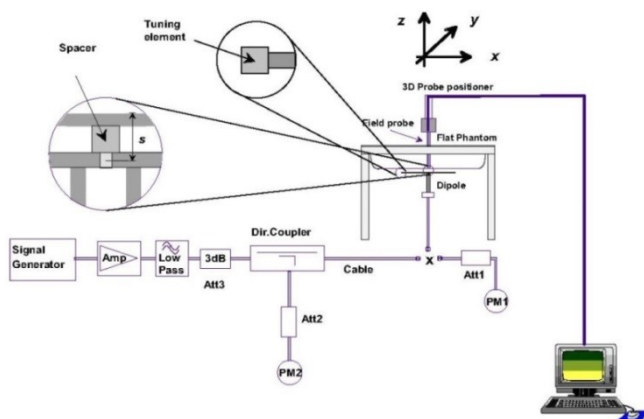 Tuning
element
Spacer
s
z
y
x
3D Probe positioner
Field probe
Flat Phantom
Dipole
Dir.Coupler
Signal
Generator
Amp
Low
Pass
3dB
Att3
Cable
x
Att1
PM1
Att2
PM2